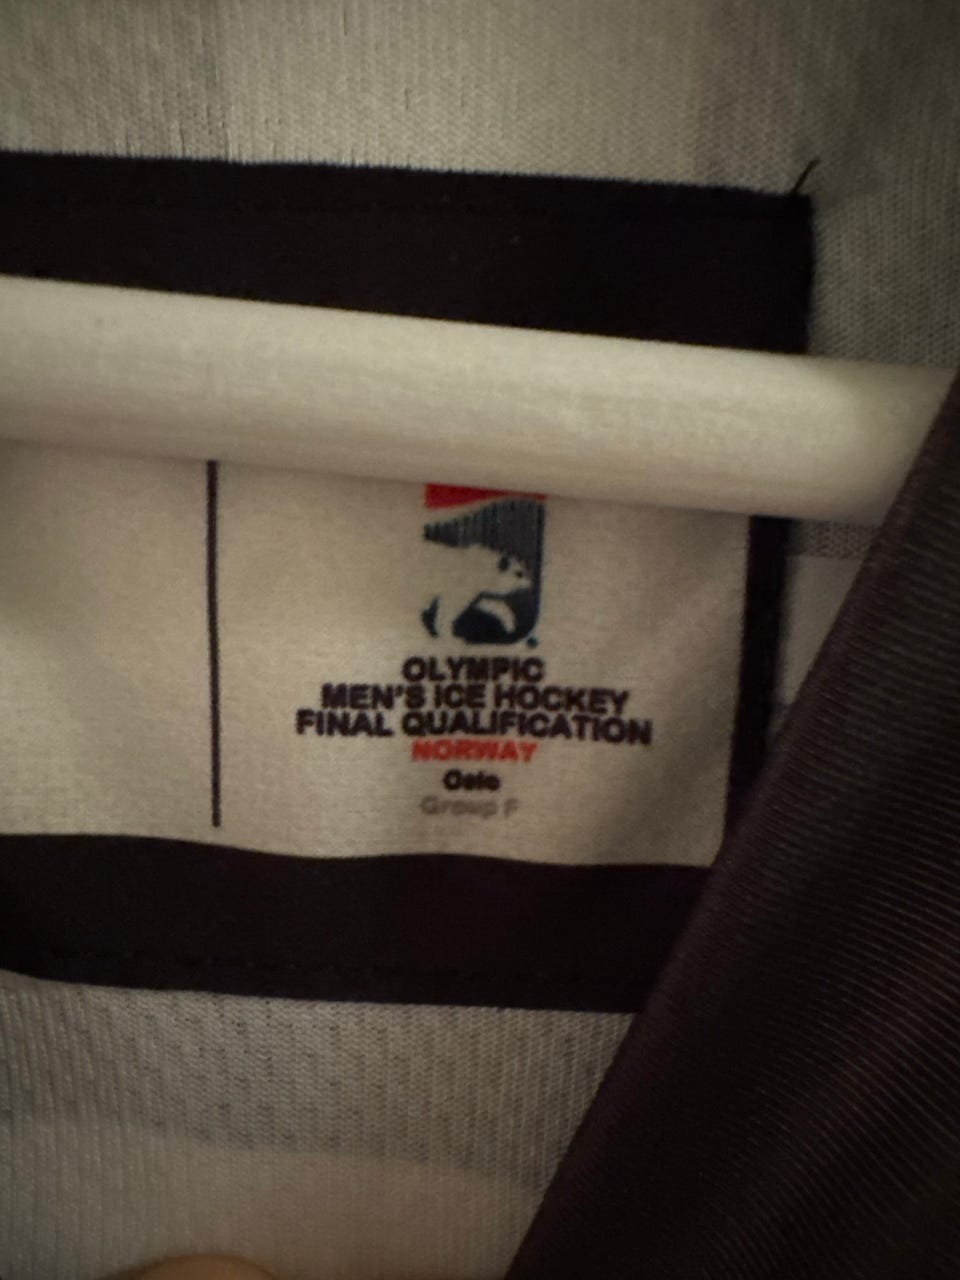 OLYMPIC
MEN'S ICE HOCKEY
FINAL QUALIFICATION
NORWAY
Oslo
Group F